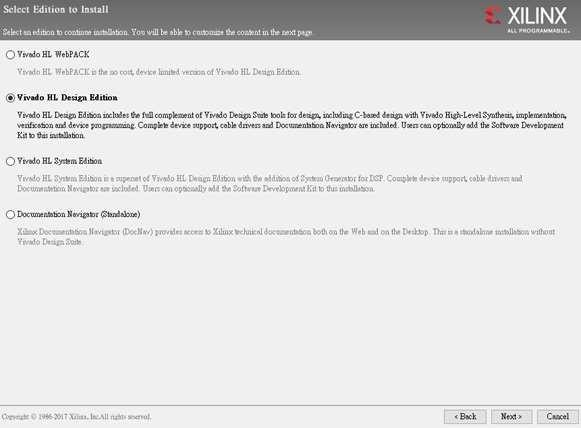 Select Edition to Install
Select an edition to continue installation. You will be able to customize the content in the next page.
XILINX
ALL PROGRAMMABLE.
Vivado HL WebPACK
Vivado HL WebPACK is the no cost, device limited version of Vivado HL Design Edition.
Vivado HL Design Edition
Vivado HL Design Edition includes the full complement of Vivado Design Suite tools for design, including C-based design with Vivado High-Level Synthesis, implementation,
verification and device programming. Complete device support, cable drivers and Documentation Navigator are included. Users can optionally add the Software Development
Kit to this installation.
Vivado HL System Edition
Vivado HL System Edition is a superset of Vivado HL Design Edition with the addition of System Generator for DSP. Complete device support, cable drivers and
Documentation Navigator are included. Users can optionally add the Software Development Kit to this installation.
Documentation Navigator (Standalone)
Xilinx Documentation Navigator (DocNav) provides access to Xilinx technical documentation both on the Web and on the Desktop. This is a standalone installation without
Vivado Design Suite.
Copyright © 1986-2017 Xilinx, Inc.All rights reserved.
< Back
Next >
Cancel